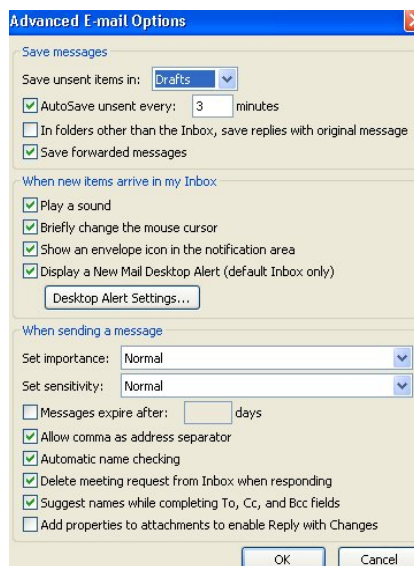 Advanced E-mail Options
Save messages
Save unsent items in: Drafts
AutoSave unsent every: 3 minutes
In folders other than the Inbox, save replies with original message
Save forwarded messages
When new items arrive in my Inbox
Play a sound
Briefly change the mouse cursor
Show an envelope icon in the notification area
Display a New Mail Desktop Alert (default Inbox only)
Desktop Alert Settings...
When sending a message
Set importance: Normal
Set sensitivity: Normal
Messages expire after: days
Allow comma as address separator
Automatic name checking
Delete meeting request from Inbox when responding
Suggest names while completing To, Cc, and Bcc fields
Add properties to attachments to enable Reply with Changes
OK Cancel